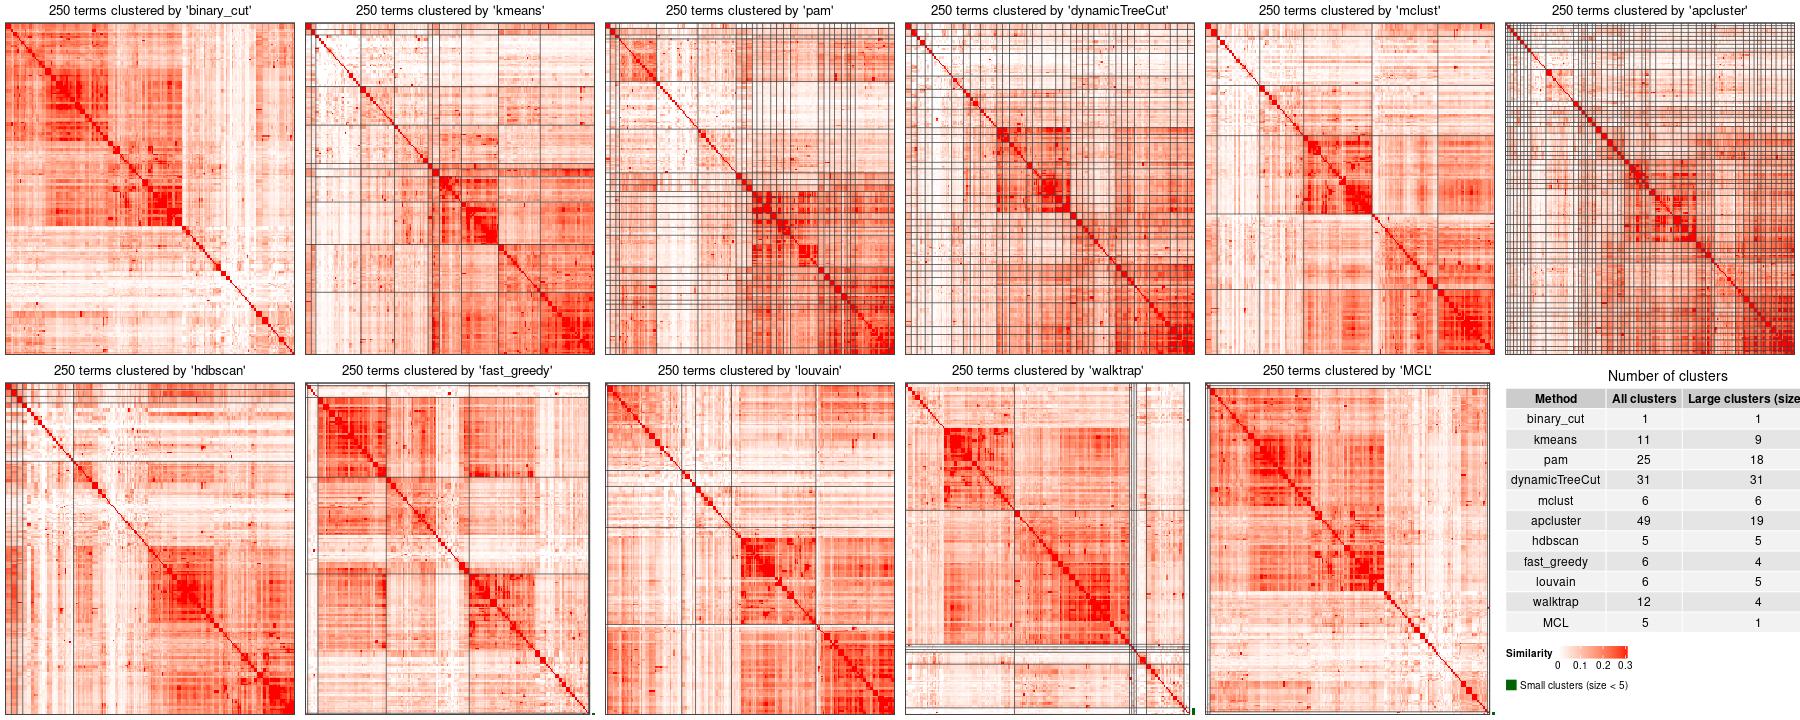 250 terms clustered by 'binary_cut'
250 terms clustered by 'kmeans'
250 terms clustered by 'pam'
250 terms clustered by 'dynamicTreeCut'
250 terms clustered by 'mclust'
250 terms clustered by 'apcluster'
250 terms clustered by 'hdbscan'
250 terms clustered by 'fast_greedy'
250 terms clustered by 'louvain'
250 terms clustered by 'walktrap'
250 terms clustered by 'MCL'
Number of clusters
Method All clusters Large clusters (size
binary_cut 1 1
kmeans 11 9
pam 25 18
dynamicTreeCut 31 31
mclust 6 6
apcluster 49 19
hdbscan 5 5
fast_greedy 6 4
louvain 6 5
walktrap 12 4
MCL 5 1
Similarity
0 0.1 0.2 0.3
Small clusters (size < 5)